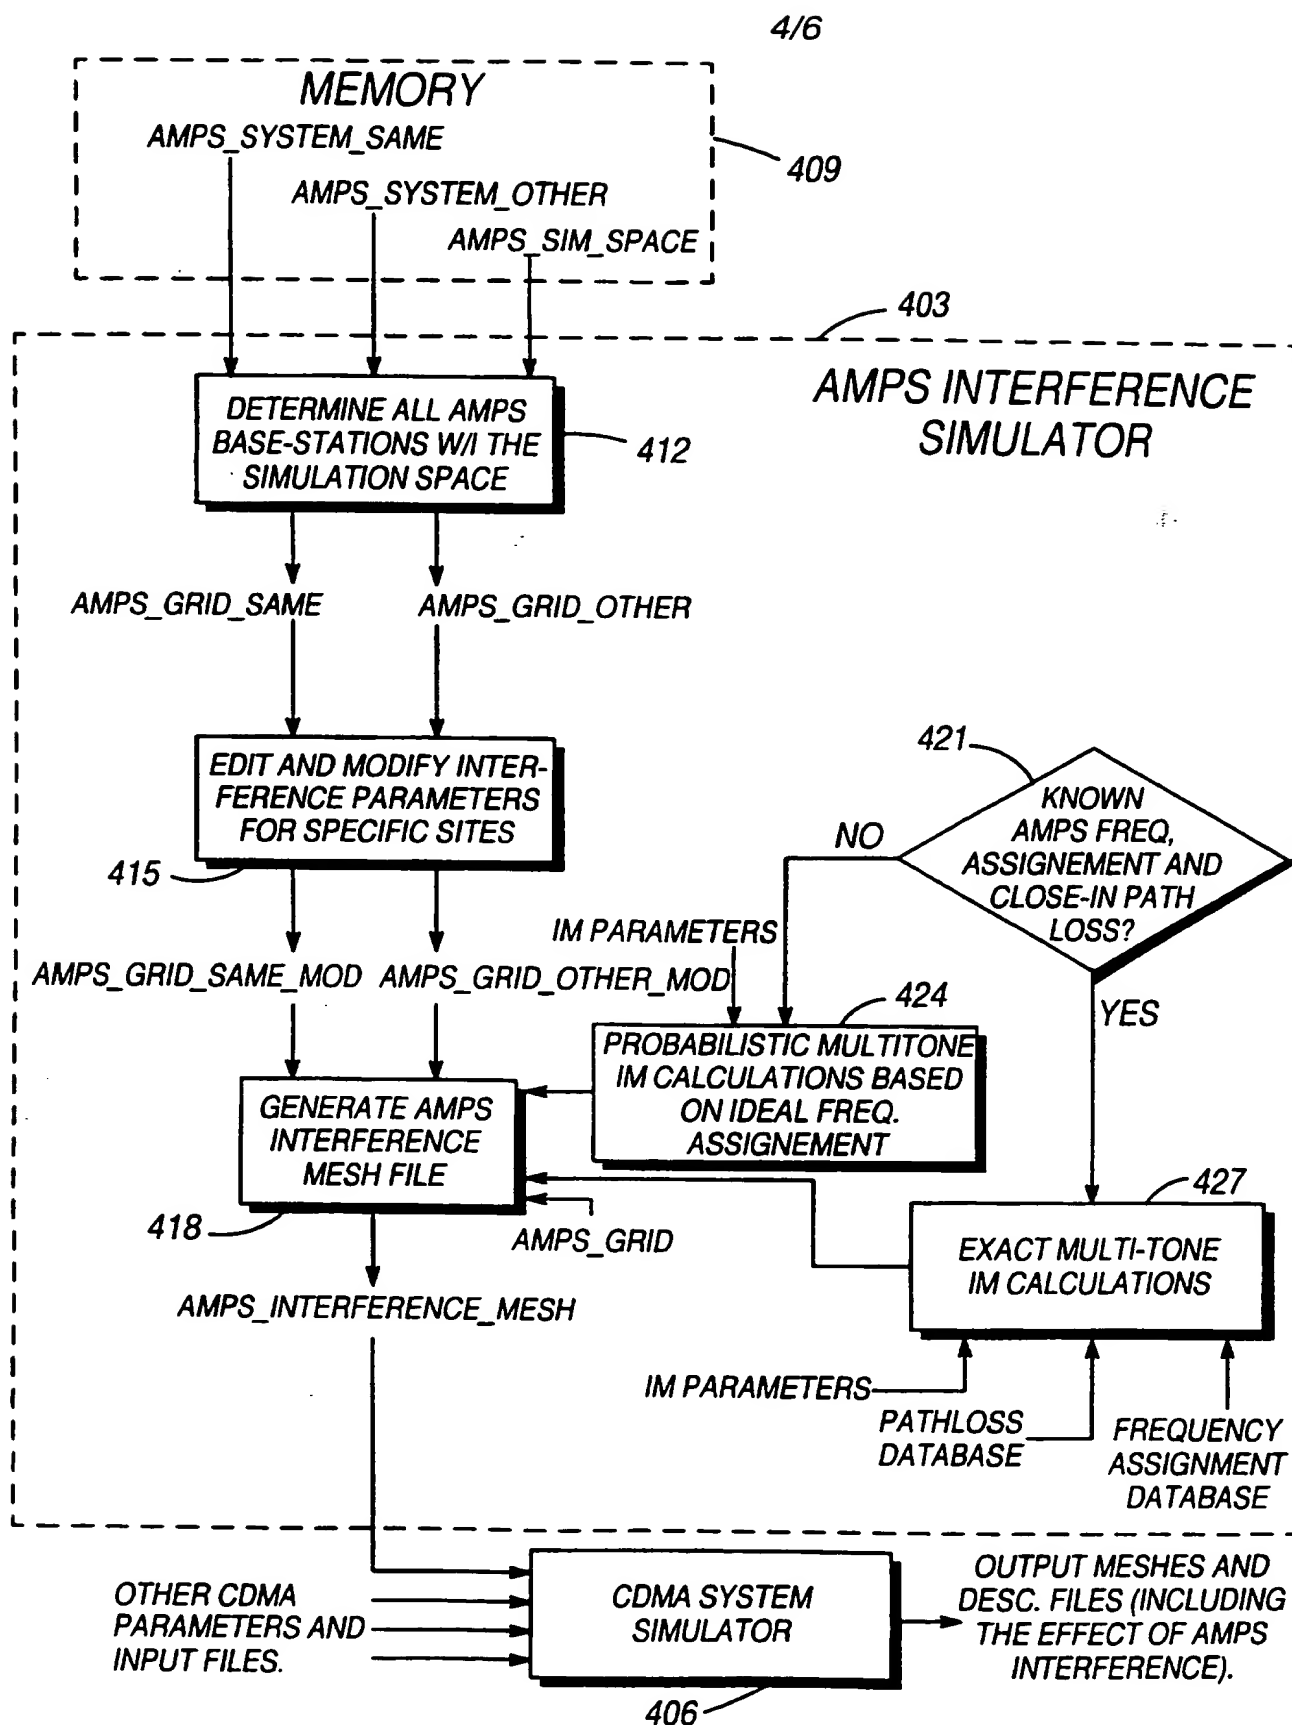 4/6
MEMORY
AMPS_SYSTEM_SAME
409
AMPS_SYSTEM_OTHER
AMPS_SIM_SPACE
403
AMPS INTERFERENCE
SIMULATOR
DETERMINE ALL AMPS
BASE-STATIONS W/I THE
SIMULATION SPACE
412
AMPS_GRID_SAME
AMPS_GRID_OTHER
EDIT AND MODIFY INTER-
FERENCE PARAMETERS
FOR SPECIFIC SITES
415
421
KNOWN
AMPS FREQ,
ASSIGNEMENT AND
CLOSE-IN PATH
LOSS?
NO
YES
IM PARAMETERS
AMPS_GRID_SAME_MOD
AMPS_GRID_OTHER_MOD
424
PROBABILISTIC MULTITONE
IM CALCULATIONS BASED
ON IDEAL FREQ.
ASSIGNEMENT
GENERATE AMPS
INTERFERENCE
MESH FILE
418
AMPS_GRID
427
EXACT MULTI-TONE
IM CALCULATIONS
AMPS_INTERFERENCE_MESH
IM PARAMETERS
PATHLOSS
DATABASE
FREQUENCY
ASSIGNMENT
DATABASE
OTHER CDMA
PARAMETERS AND
INPUT FILES.
CDMA SYSTEM
SIMULATOR
406
OUTPUT MESHES AND
DESC. FILES (INCLUDING
THE EFFECT OF AMPS
INTERFERENCE).